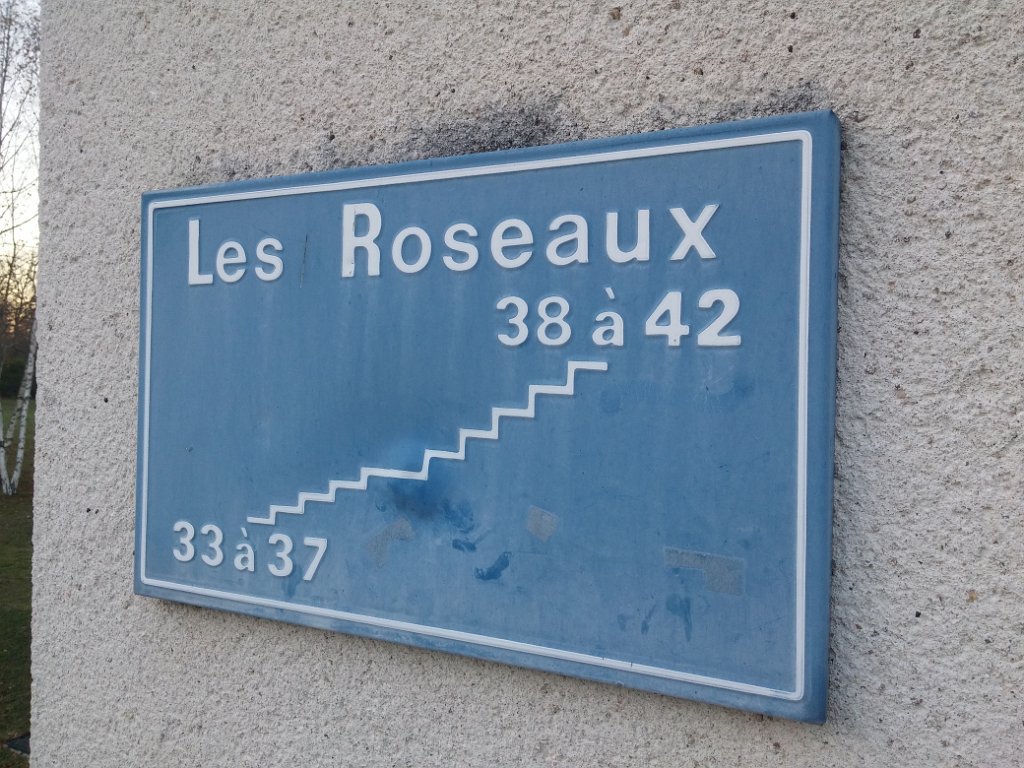 Les Roseaux
38 à 42
33 à 37